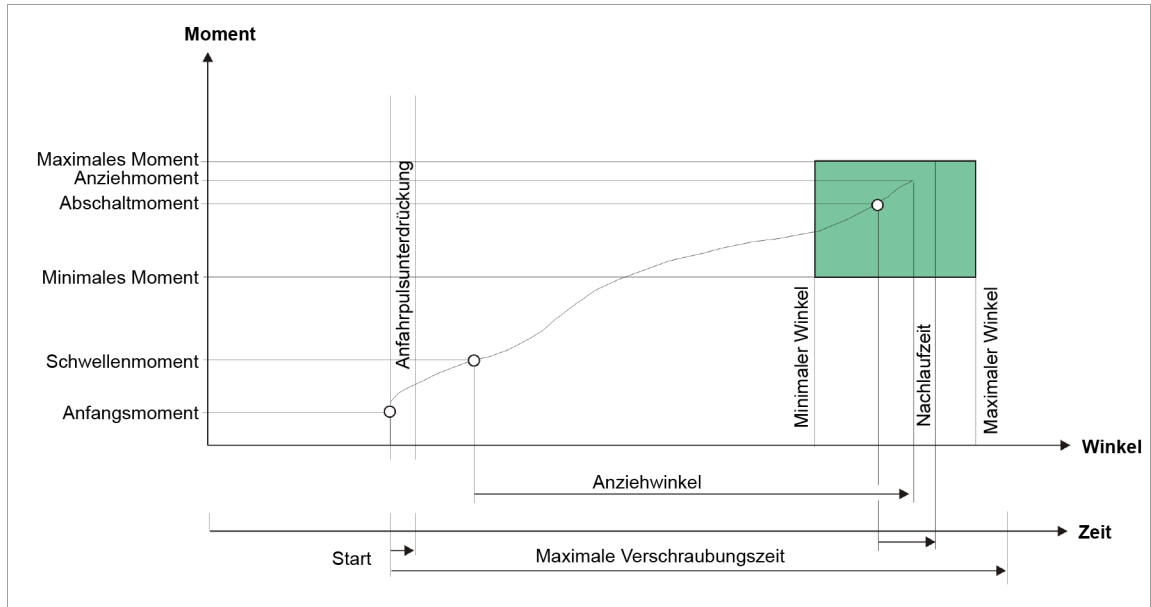 Moment
Maximales Moment
Anziehmoment
Abschaltmoment
Minimales Moment
Schwellenmoment
Anfangsmoment
Anfahrpulsunterdrückung
Minimaler Winkel
Nachlaufzeit
Maximaler Winkel
Winkel
Anziehwinkel
Zeit
Start
Maximale Verschraubungszeit